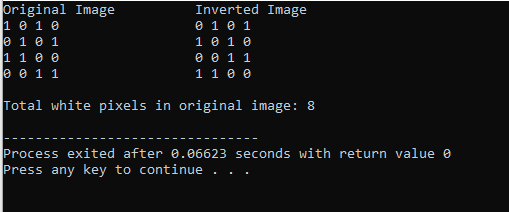 Original Image          Inverted Image
1 0 1 0                 0 1 0 1
0 1 0 1                 1 0 1 0
1 1 0 0                 0 0 1 1
0 0 1 1                 1 1 0 0
Total white pixels in original image: 8
--------------------------------
Process exited after 0.06623 seconds with return value 0
Press any key to continue . . .